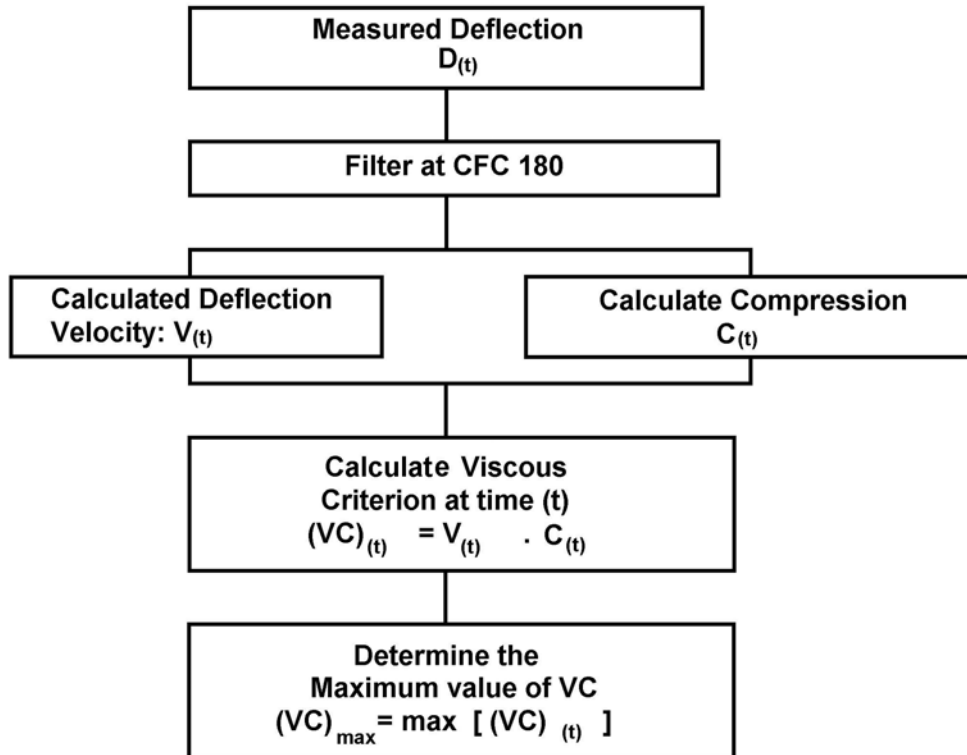 Measured Deflection
D(t)
Filter at CFC 180
Calculated Deflection
Velocity: V(t)
Calculate Compression
C(t)
Calculate Viscous
Criterion at time (t)
(VC)(t) = V(t) . C(t)
Determine the
Maximum value of VC
(VC)max = max [ (VC) (t) ]